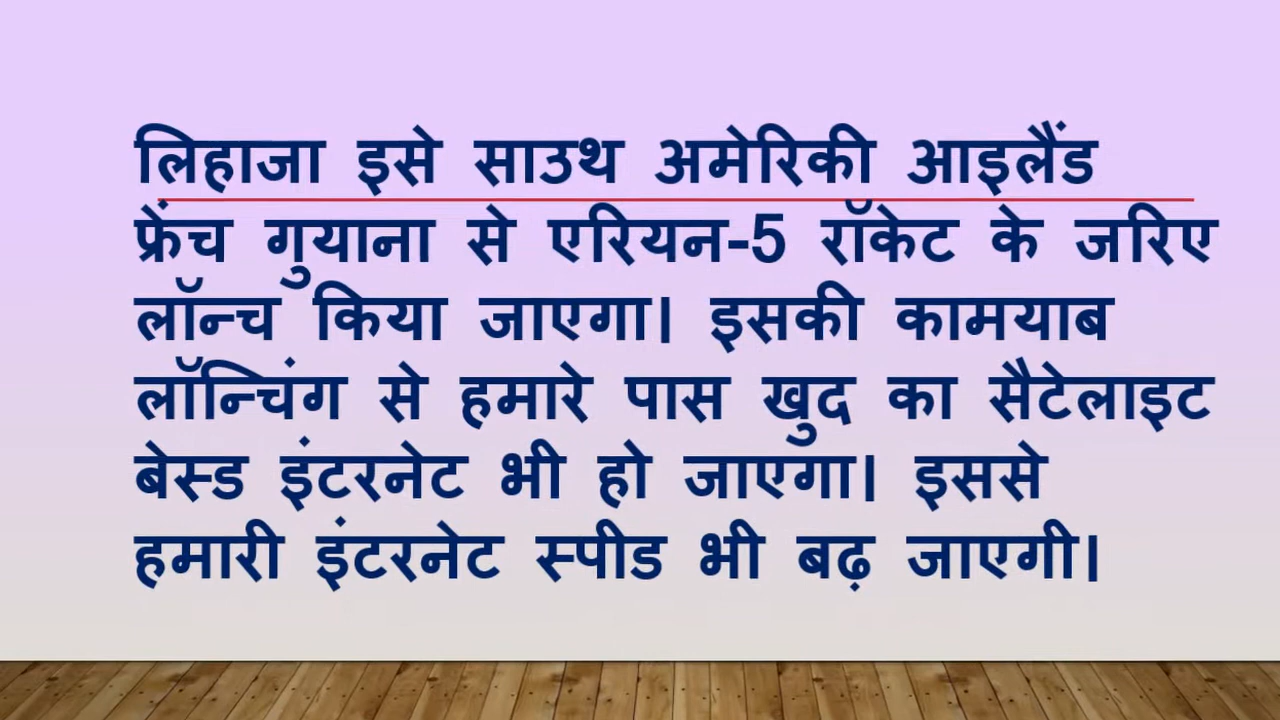 लिहाजा इसे साउथ अमेरिकी आइलैंड
फ्रेंच गुयाना से एरियन-5 रॉकेट के जरिए
लॉन्च किया जाएगा। इसकी कामयाब
लॉन्चिंग से हमारे पास खुद का सैटेलाइट
बेस्ड इंटरनेट भी हो जाएगा। इससे
हमारी इंटरनेट स्पीड भी बढ़ जाएगी।